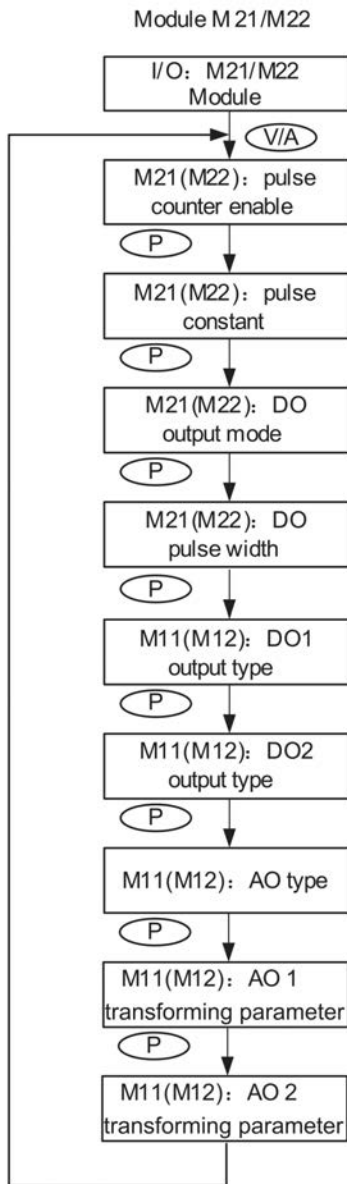 Module M21/M22
I/O: M21/M22
Module
V/A
M21(M22): pulse
counter enable
P
M21(M22): pulse
constant
P
M21(M22): DO
output mode
P
M21(M22): DO
pulse width
P
M11(M12): DO1
output type
P
M11(M12): DO2
output type
P
M11(M12): AO type
P
M11(M12): AO 1
transforming parameter
P
M11(M12): AO 2
transforming parameter